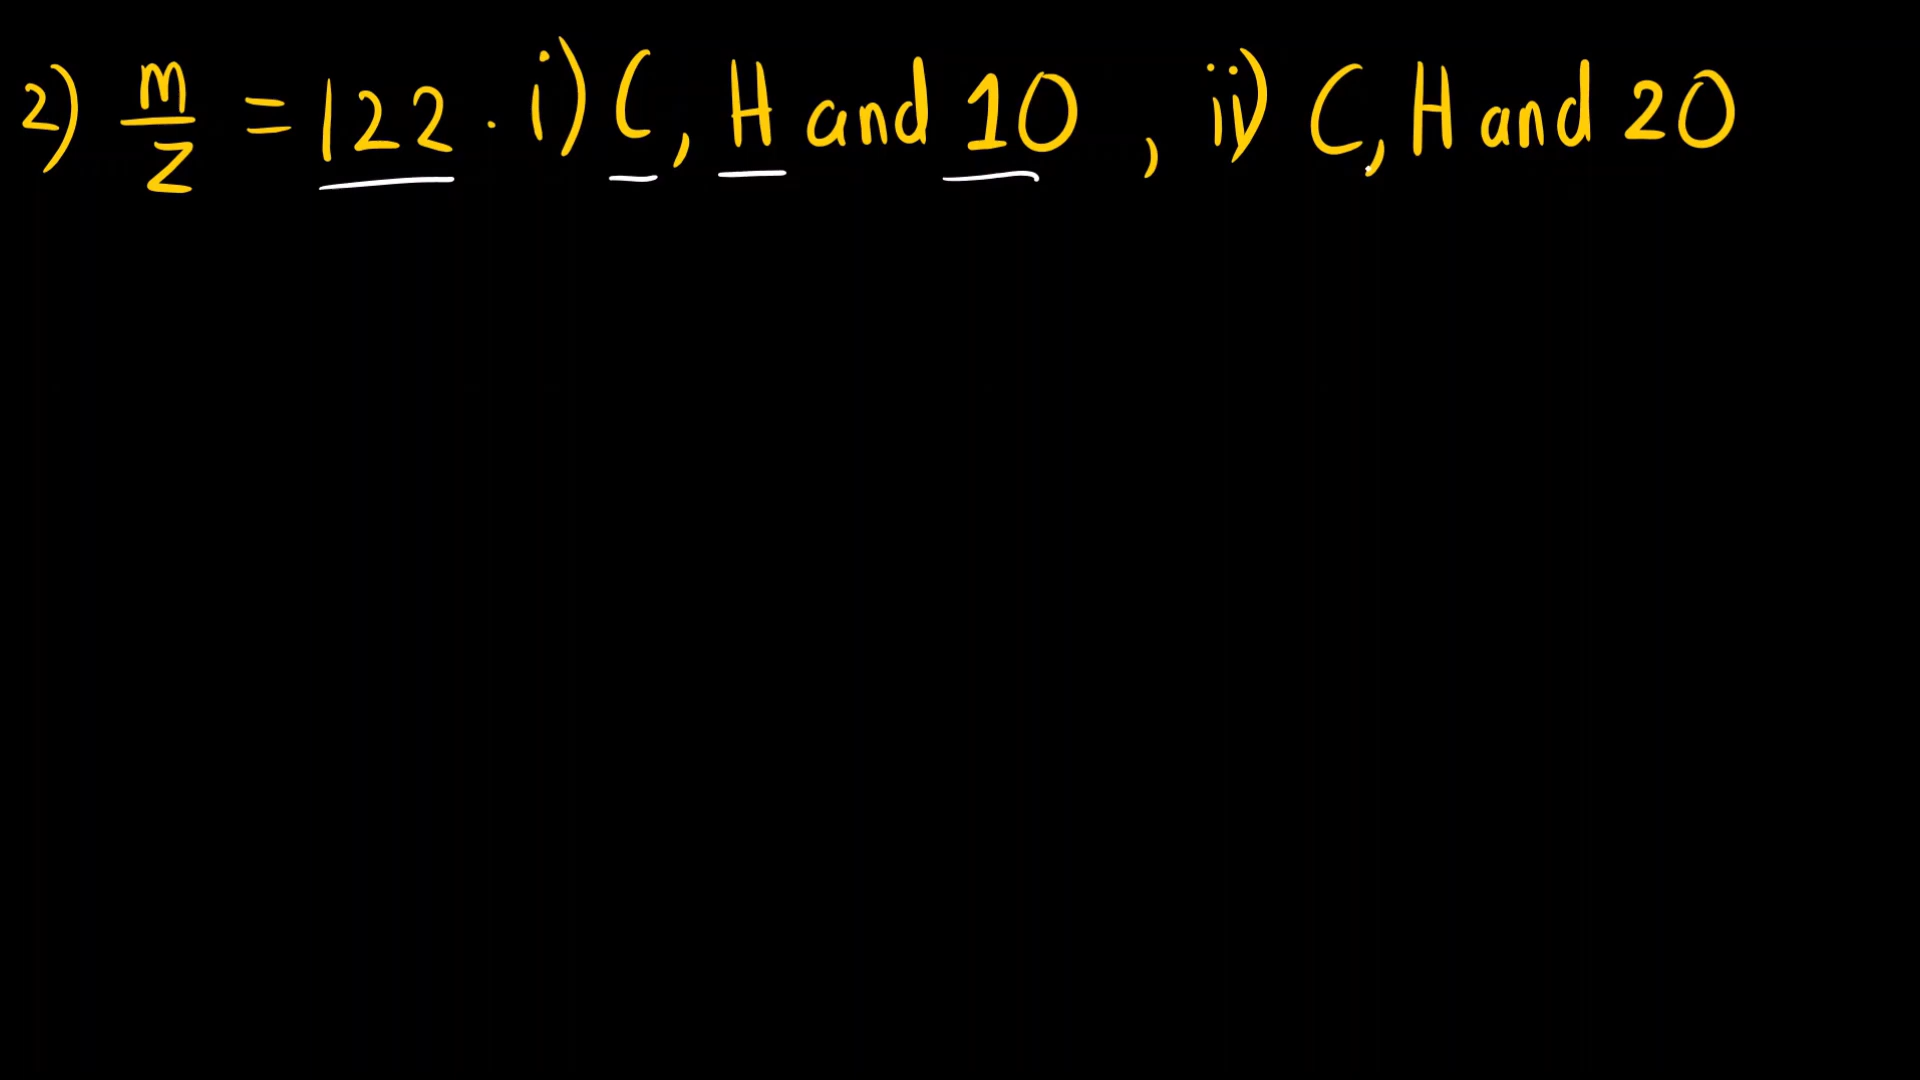 2) m/z = 122. i) C, H and 1O, ii) C, H and 2O